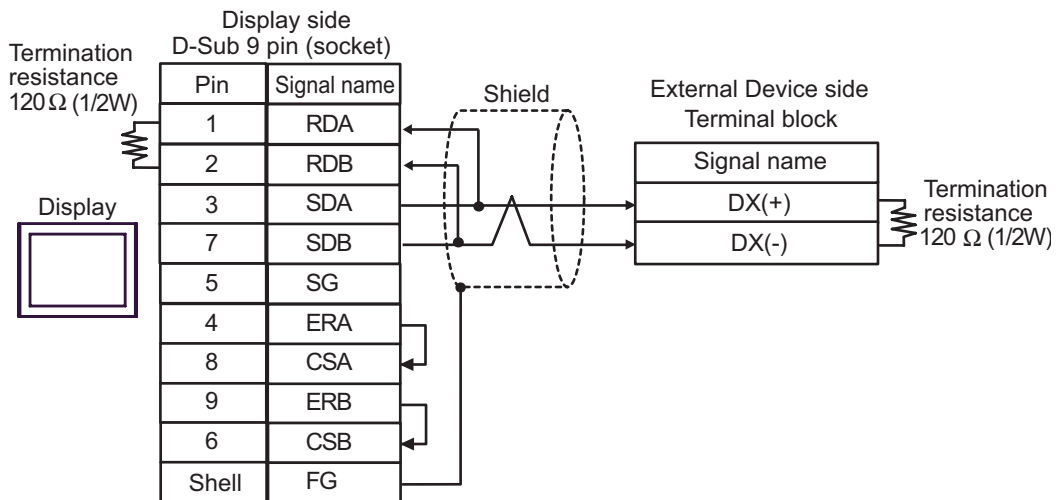 Display side
D-Sub 9 pin (socket)
Termination
resistance
120 Ω (1/2W)
Pin Signal name
1 RDA
2 RDB
3 SDA
7 SDB
5 SG
4 ERA
8 CSA
9 ERB
6 CSB
Shell FG
Display
Shield
External Device side
Terminal block
Signal name
DX(+)
DX(-)
Termination
resistance
120 Ω (1/2W)